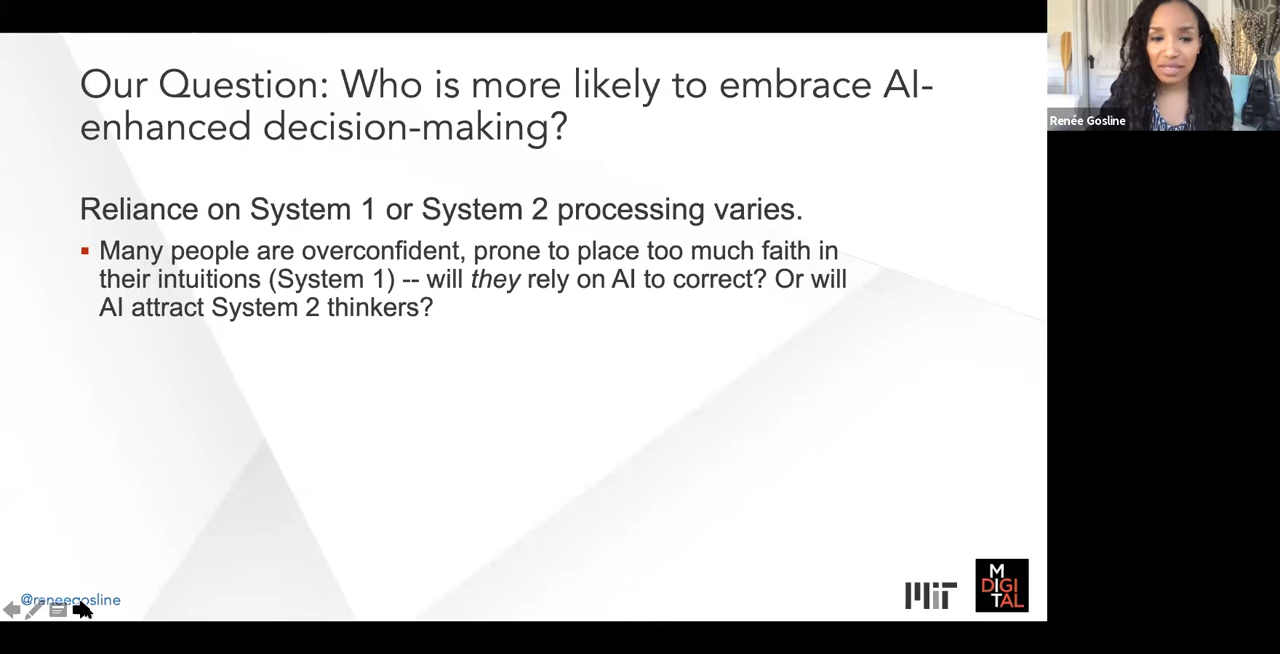 Our Question: Who is more likely to embrace AI-
enhanced decision-making?
Reliance on System 1 or System 2 processing varies.
▪ Many people are overconfident, prone to place too much faith in
their intuitions (System 1) -- will they rely on AI to correct? Or will
AI attract System 2 thinkers?
Renée Gosline
@reneegosline
MIT
M
DIGI
TAL